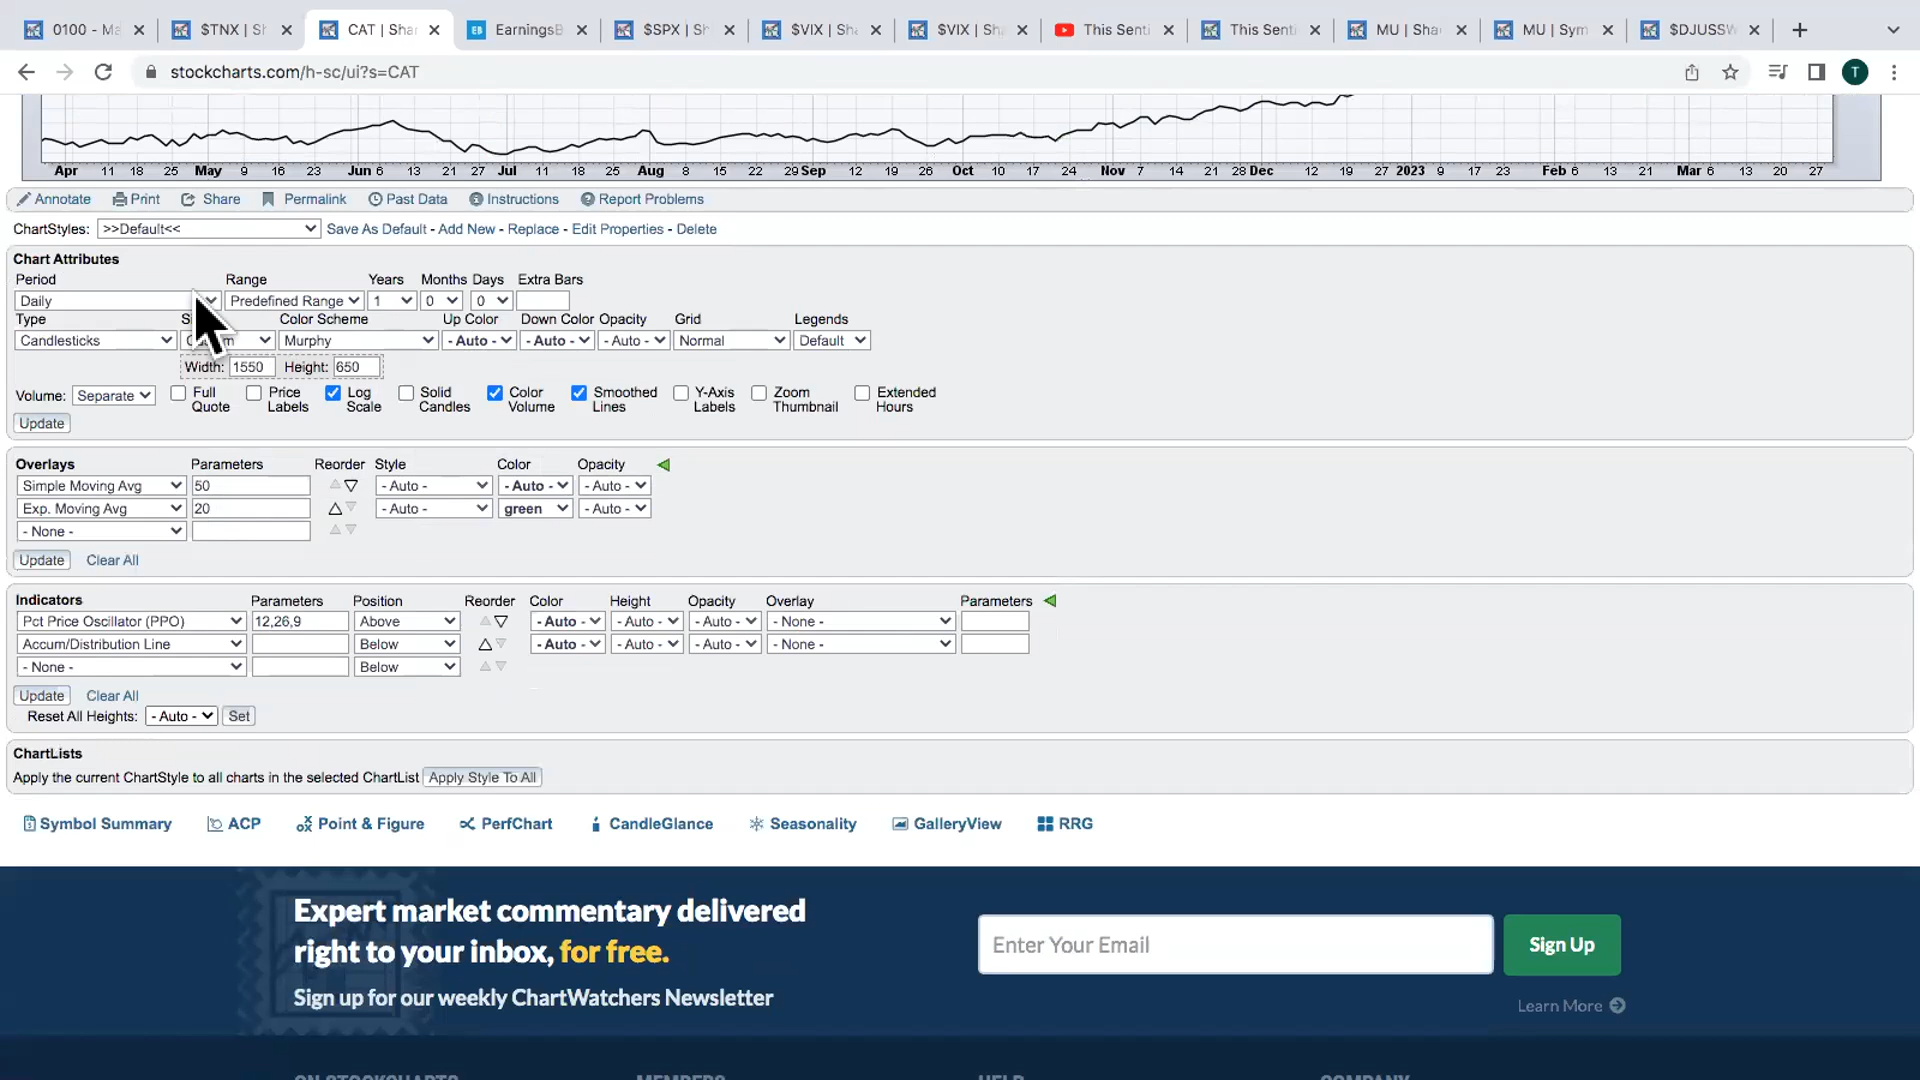 0100 - Ma
$TNX | Sh
CAT | Shar
EarningsB
$SPX | Sh
$VIX | Sha
$VIX | Sha
This Senti
This Senti
MU | Shar
MU | Sym
$DJUSSW
stockcharts.com/h-sc/ui?s=CAT
T
Apr 11 18 25 May 9 16 23 Jun 6 13 21 27 Jul 11 18 25 Aug 8 15 22 29 Sep 12 19 26 Oct 10 17 24 Nov 7 14 21 28 Dec 12 19 27 2023 9 17 23 Feb 6 13 21 27 Mar 6 13 20 27
Annotate Print Share Permalink Past Data Instructions Report Problems
ChartStyles: >>Default<< Save As Default - Add New - Replace - Edit Properties - Delete
Chart Attributes
Period Range Years Months Days Extra Bars
Daily Predefined Range 1 0 0
Type Color Scheme Up Color Down Color Opacity Grid Legends
Candlesticks Murphy - Auto - - Auto - - Auto - Normal Default
Width: 1550 Height: 650
Volume: Separate Full Quote Price Labels Log Scale Solid Candles Color Volume Smoothed Lines Y-Axis Labels Zoom Thumbnail Extended Hours
Update
Overlays Parameters Reorder Style Color Opacity
Simple Moving Avg 50 - Auto - - Auto - - Auto -
Exp. Moving Avg 20 - Auto - green - Auto -
- None -
Update Clear All
Indicators Parameters Position Reorder Color Height Opacity Overlay Parameters
Pct Price Oscillator (PPO) 12,26,9 Above - Auto - - Auto - - Auto - - None -
Accum/Distribution Line Below - Auto - - Auto - - Auto - - None -
- None - Below
Update Clear All
Reset All Heights: - Auto - Set
ChartLists
Apply the current ChartStyle to all charts in the selected ChartList Apply Style To All
Symbol Summary ACP Point & Figure PerfChart CandleGlance Seasonality GalleryView RRG
Expert market commentary delivered
right to your inbox, for free.
Sign up for our weekly ChartWatchers Newsletter
Enter Your Email
Sign Up
Learn More
ON STOCKCHARTS MEMBERS HELP COMPANY